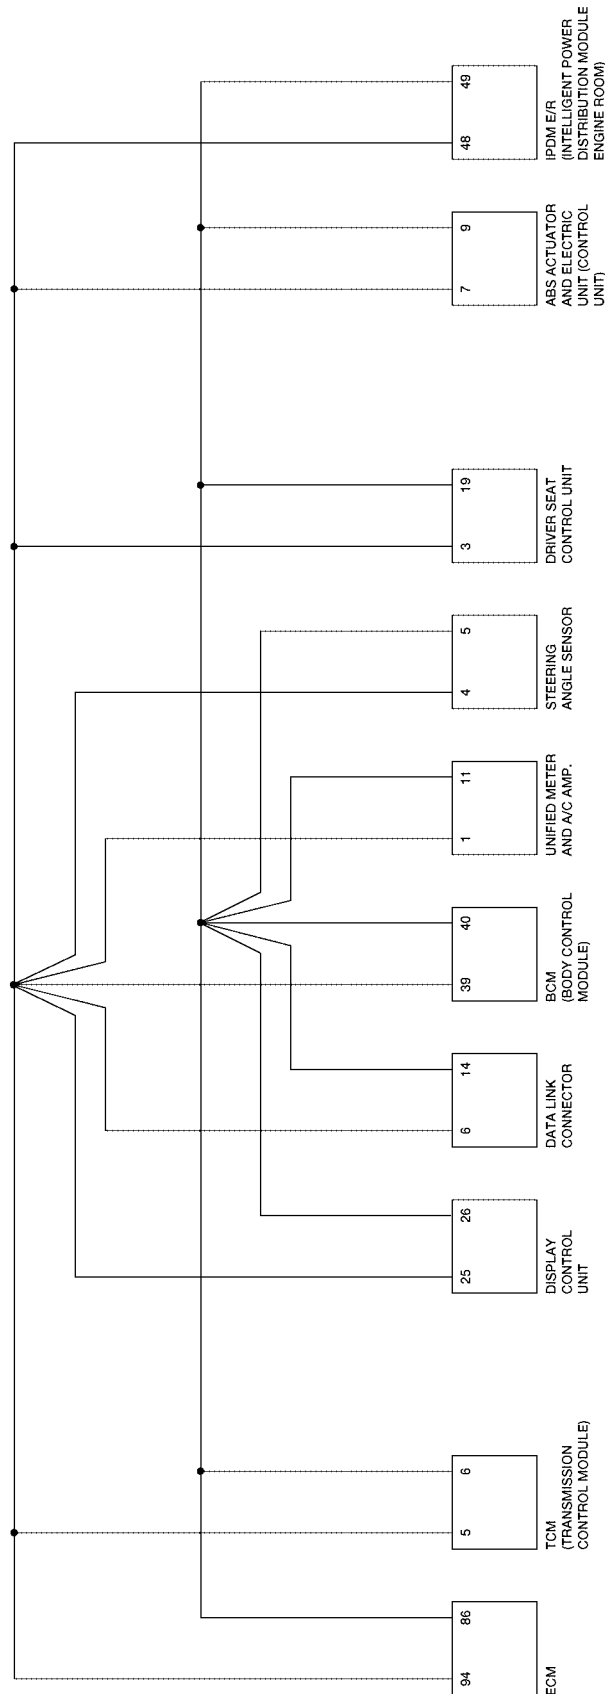 94
86
ECM
5
6
TCM
(TRANSMISSION
CONTROL MODULE)
25
26
DISPLAY
CONTROL
UNIT
6
14
DATA LINK
CONNECTOR
39
40
BCM
(BODY CONTROL
MODULE)
1
11
UNIFIED METER
AND A/C AMP.
4
5
STEERING
ANGLE SENSOR
3
19
DRIVER SEAT
CONTROL UNIT
7
9
ABS ACTUATOR
AND ELECTRIC
UNIT (CONTROL
UNIT)
48
49
IPDM E/R
(INTELLIGENT POWER
DISTRIBUTION MODULE
ENGINE ROOM)